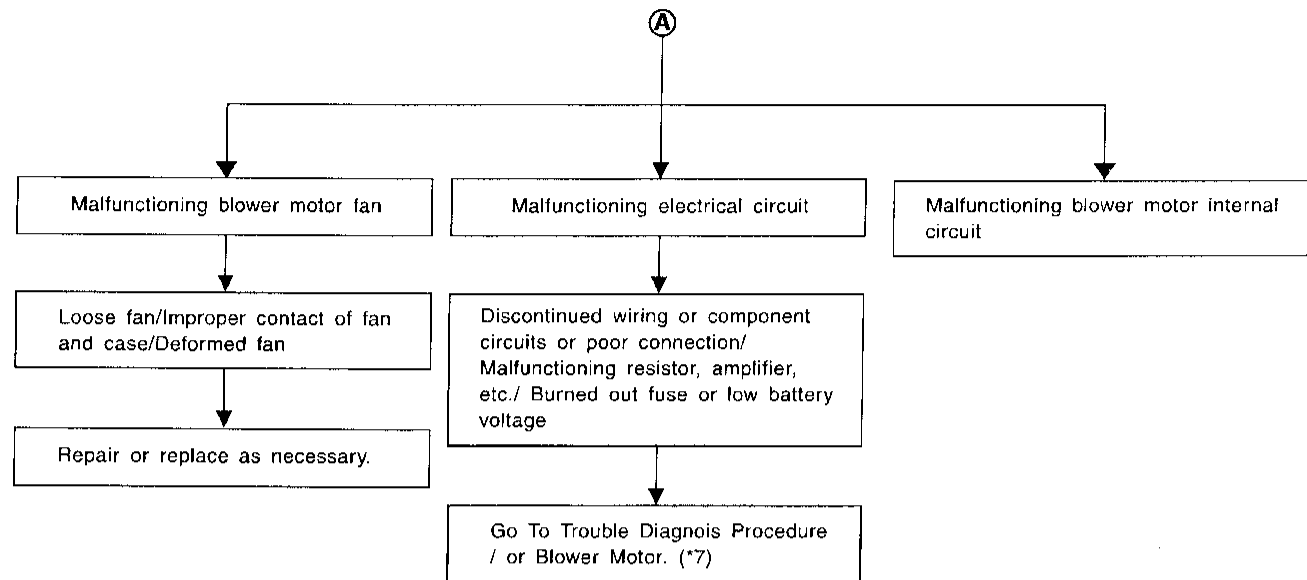 A
Malfunctioning blower motor fan
Malfunctioning electrical circuit
Malfunctioning blower motor internal
circuit
Loose fan/Improper contact of fan
and case/Deformed fan
Discontinued wiring or component
circuits or poor connection/
Malfunctioning resistor, amplifier,
etc./ Burned out fuse or low battery
voltage
Repair or replace as necessary.
Go To Trouble Diagnois Procedure
/ or Blower Motor. (*7)